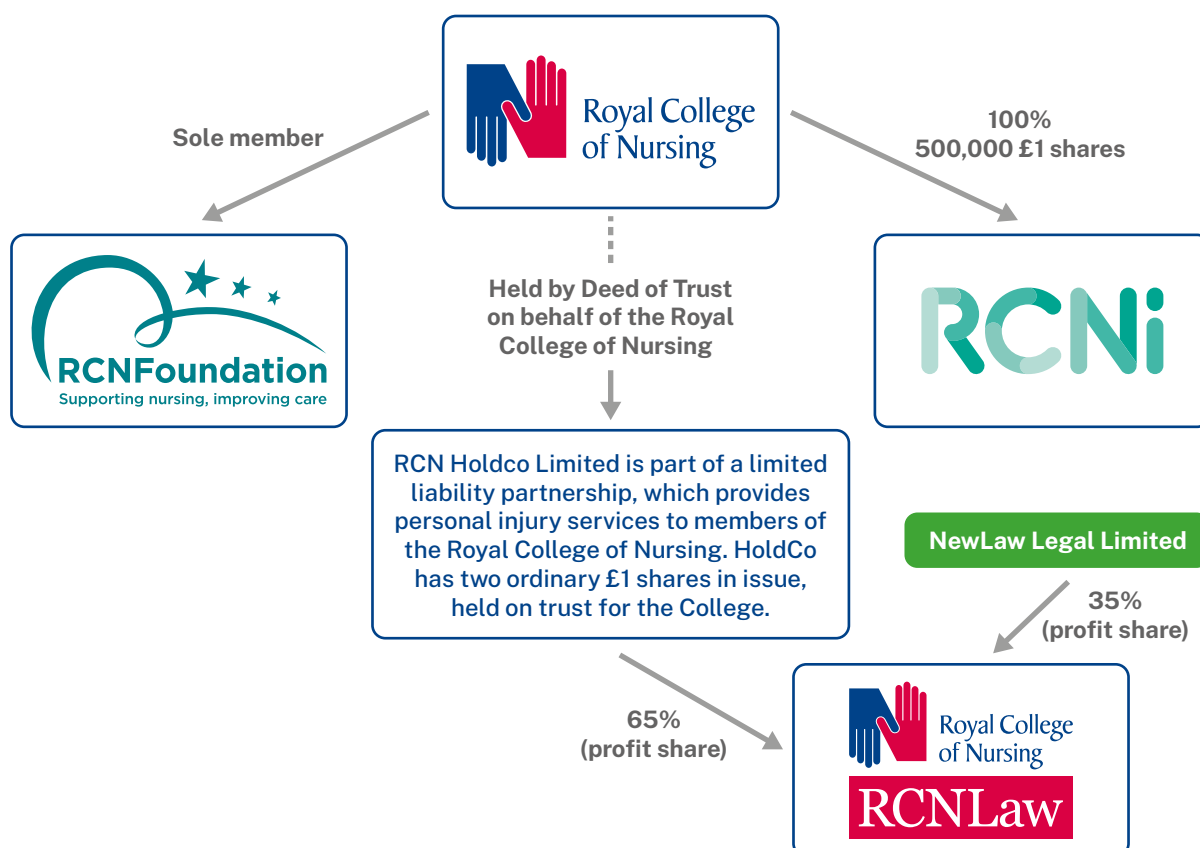 Royal College
of Nursing
Sole member
100%
500,000 £1 shares
RCNFoundation
Supporting nursing, improving care
Held by Deed of Trust
on behalf of the Royal
College of Nursing
RCNi
RCN Holdco Limited is part of a limited
liability partnership, which provides
personal injury services to members of
the Royal College of Nursing. HoldCo
has two ordinary £1 shares in issue,
held on trust for the College.
NewLaw Legal Limited
35%
(profit share)
65%
(profit share)
Royal College
of Nursing
RCNLaw